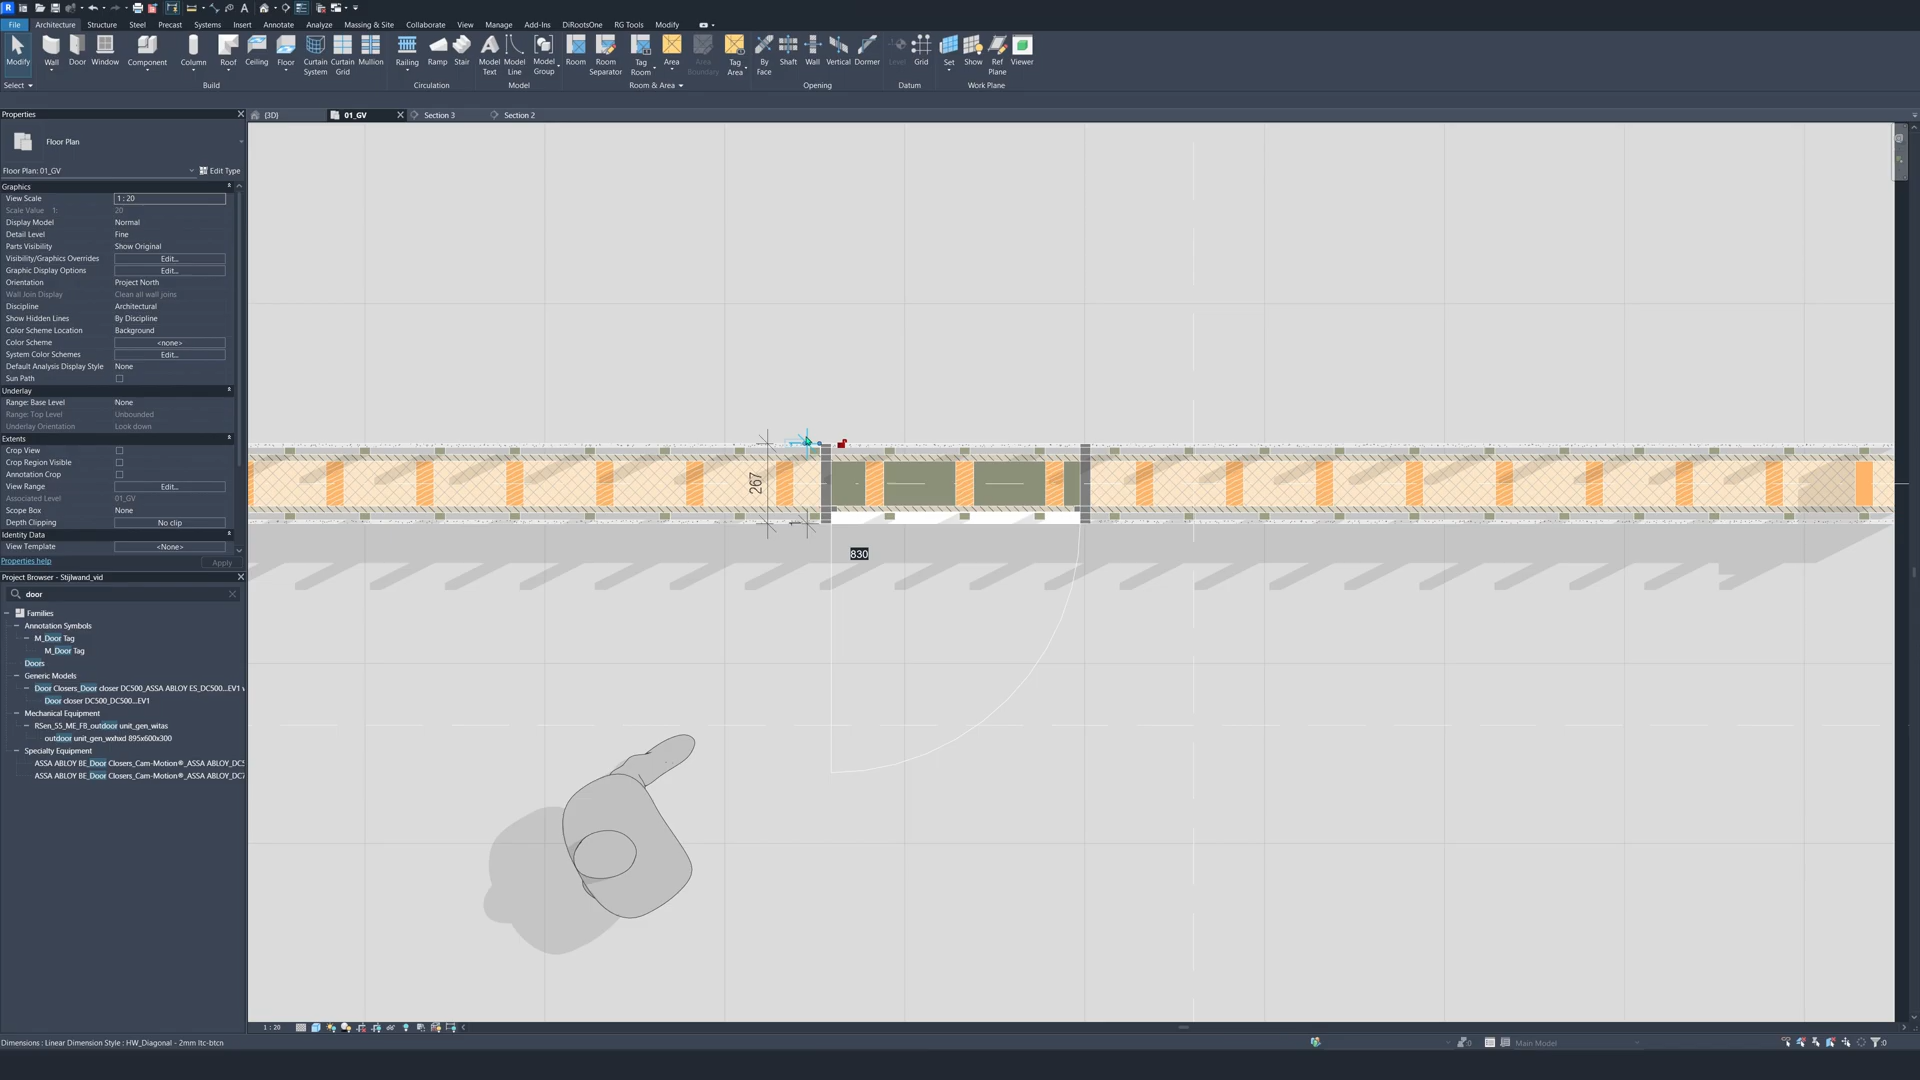 File Architecture Structure Steel Precast Systems Insert Annotate Analyze Massing & Site Collaborate View Manage Add-Ins DiRootsOne RG Tools Modify
Modify Wall Door Window Component Column Roof Ceiling Floor Curtain System Curtain Grid Mullion Railing Ramp Stair Model Text Model Line Model Group Room Room Separator Tag Room Area Area Boundary Tag Area By Face Shaft Wall Vertical Dormer Level Grid Set Show Ref Plane Viewer
Select Build Circulation Model Room & Area Opening Datum Work Plane
Properties
{3D} 01_GV Section 3 Section 2
Floor Plan
Floor Plan: 01_GV Edit Type
Graphics
View Scale 1 : 20
Scale Value 1: 20
Display Model Normal
Detail Level Fine
Parts Visibility Show Original
Visibility/Graphics Overrides Edit...
Graphic Display Options Edit...
Orientation Project North
Wall Join Display Clean all wall joins
Discipline Architectural
Show Hidden Lines By Discipline
Color Scheme Location Background
Color Scheme <none>
System Color Schemes Edit...
Default Analysis Display Style None
Sun Path
Underlay
Range: Base Level None
Range: Top Level Unbounded
Underlay Orientation Look down
Extents
Crop View
Crop Region Visible
Annotation Crop
View Range Edit...
Associated Level 01_GV
Scope Box None
Depth Clipping No clip
Identity Data
View Template <None>
Properties help Apply
Project Browser - Stijlwand_vid
door
Families
Annotation Symbols
M_Door Tag
M_Door Tag
Doors
Generic Models
Door Closers_Door closer DC500_ASSA ABLOY ES_DC500...EV1 v
Door closer DC500_DC500...EV1
Mechanical Equipment
RSen_55_ME_FB_outdoor unit_gen_witas
outdoor unit_gen_wxhxd 895x600x300
Specialty Equipment
ASSA ABLOY BE_Door Closers_Cam-Motion®_ASSA ABLOY_DC5
ASSA ABLOY BE_Door Closers_Cam-Motion®_ASSA ABLOY_DC7
267
830
1 : 20
Dimensions : Linear Dimension Style : HW_Diagonal - 2mm ltc-btcn
:0 Main Model :0